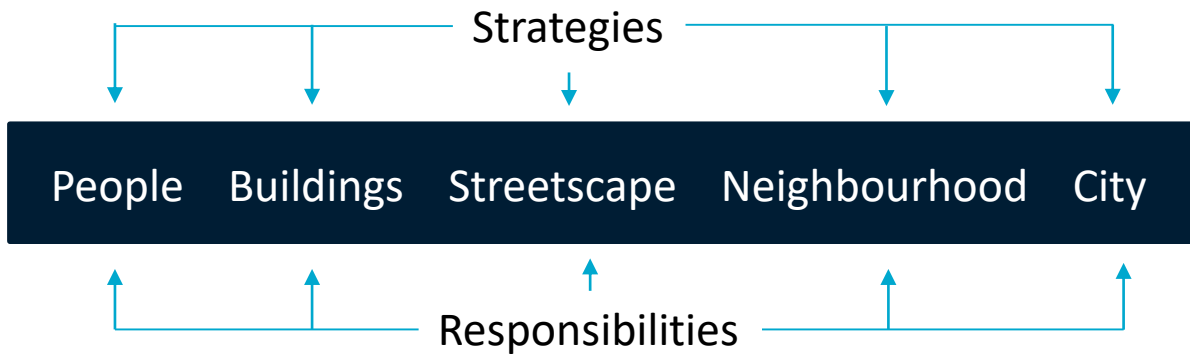 Strategies
People Buildings Streetscape Neighbourhood City
Responsibilities